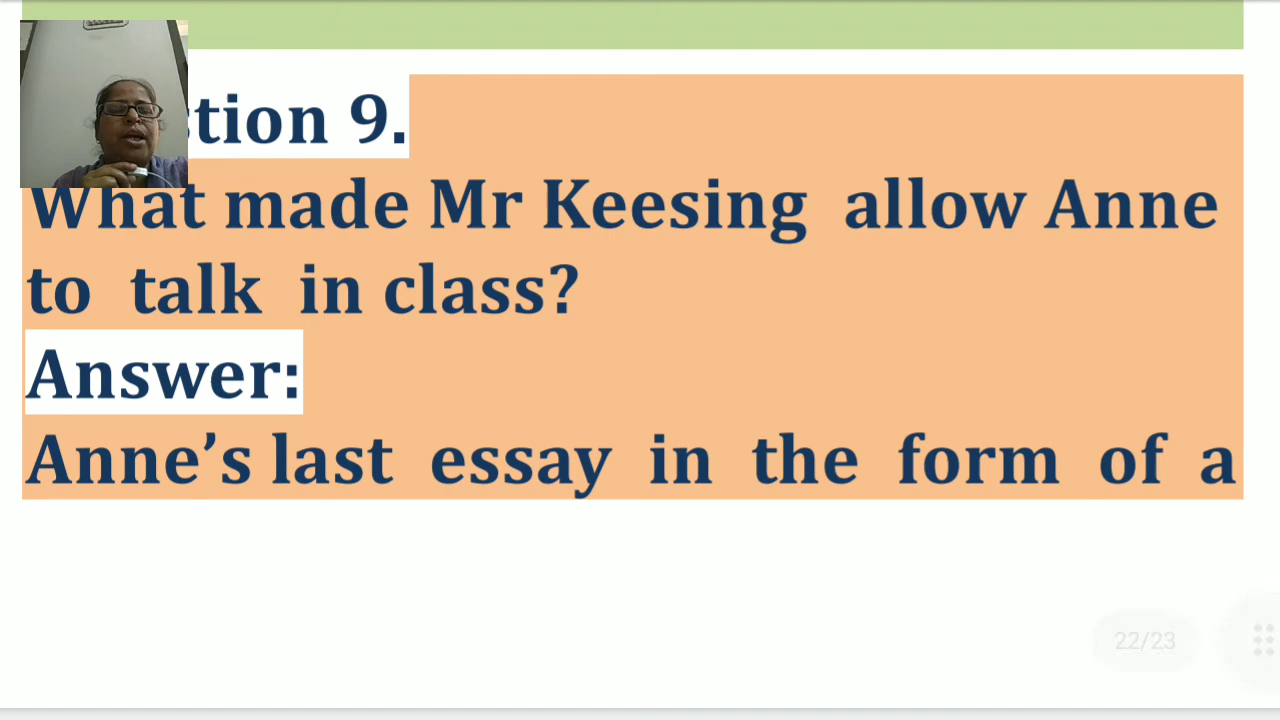 tion 9.
What made Mr Keesing allow Anne
to talk in class?
Answer:
Anne’s last essay in the form of a
22/23